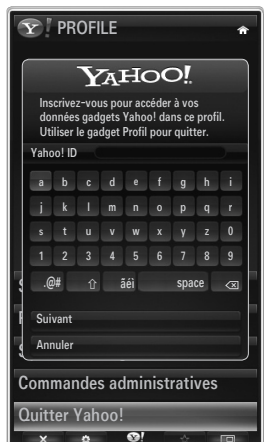 Y! PROFILE
YAHOO!
Inscrivez-vous pour accéder à vos
données gadgets Yahoo! dans ce profil.
Utiliser le gadget Profil pour quitter.
Yahoo! ID
a b c d e f g h i
j k l m n o p q r
s t u v w x y z 0
1 2 3 4 5 6 7 8 9
.@# ⇧ āéi space ⌫
Suivant
Annuler
Commandes administratives
Quitter Yahoo!
Y!